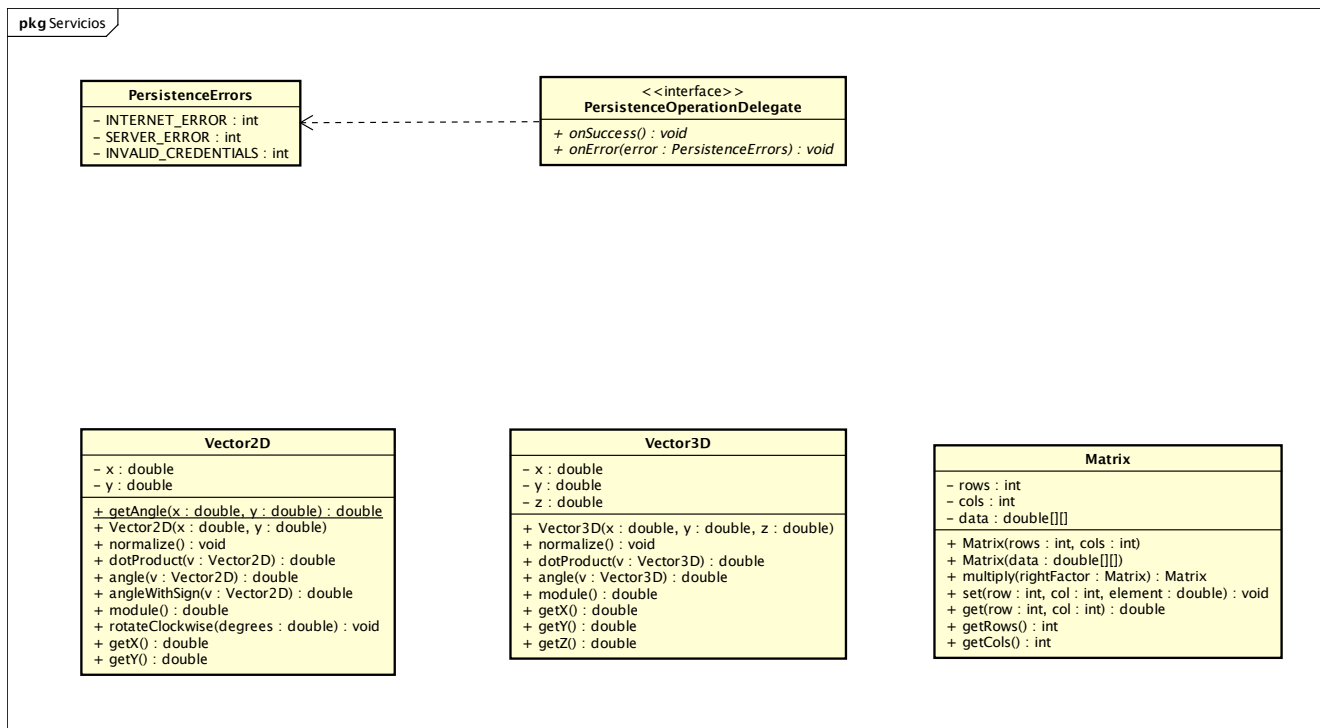 pkg Servicios
PersistenceErrors
- INTERNET_ERROR : int
- SERVER_ERROR : int
- INVALID_CREDENTIALS : int
<<interface>>
PersistenceOperationDelegate
+ onSuccess() : void
+ onError(error : PersistenceErrors) : void
Vector2D
- x : double
- y : double
+ getAngle(x : double, y : double) : double
+ Vector2D(x : double, y : double)
+ normalize() : void
+ dotProduct(v : Vector2D) : double
+ angle(v : Vector2D) : double
+ angleWithSign(v : Vector2D) : double
+ module() : double
+ rotateClockwise(degrees : double) : void
+ getX() : double
+ getY() : double
Vector3D
- x : double
- y : double
- z : double
+ Vector3D(x : double, y : double, z : double)
+ normalize() : void
+ dotProduct(v : Vector3D) : double
+ angle(v : Vector3D) : double
+ module() : double
+ getX() : double
+ getY() : double
+ getZ() : double
Matrix
- rows : int
- cols : int
- data : double[][]
+ Matrix(rows : int, cols : int)
+ Matrix(data : double[][])
+ multiply(rightFactor : Matrix) : Matrix
+ set(row : int, col : int, element : double) : void
+ get(row : int, col : int) : double
+ getRows() : int
+ getCols() : int